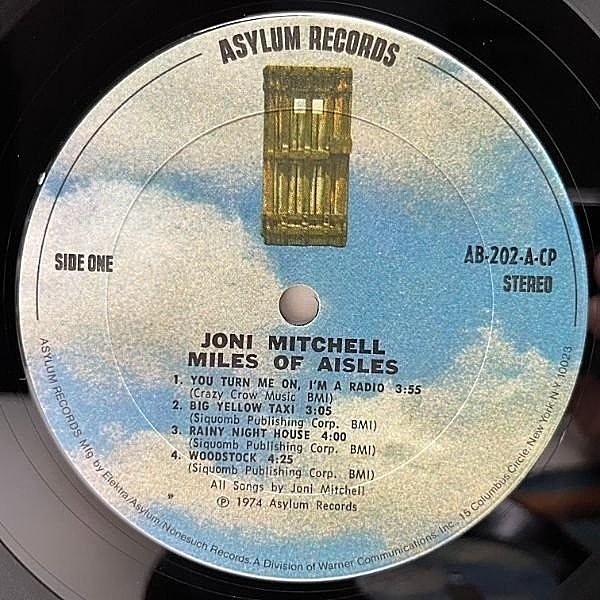 ASYLUM RECORDS
SIDE ONE
AB-202-A-CP
STEREO
JONI MITCHELL
MILES OF AISLES
1. YOU TURN ME ON, I'M A RADIO 3:55
(Crazy Crow Music BMI)
2. BIG YELLOW TAXI 3:05
(Siquomb Publishing Corp. BMI)
3. RAINY NIGHT HOUSE 4:00
(Siquomb Publishing Corp. BMI)
4. WOODSTOCK 4:25
(Siquomb Publishing Corp. BMI)
All Songs by Joni Mitchell
℗ 1974 Asylum Records
ASYLUM RECORDS Mfg by Elektra/Asylum/Nonesuch Records, A Division of Warner Communications, Inc. 15 Columbus Circle, New York N.Y. 10023